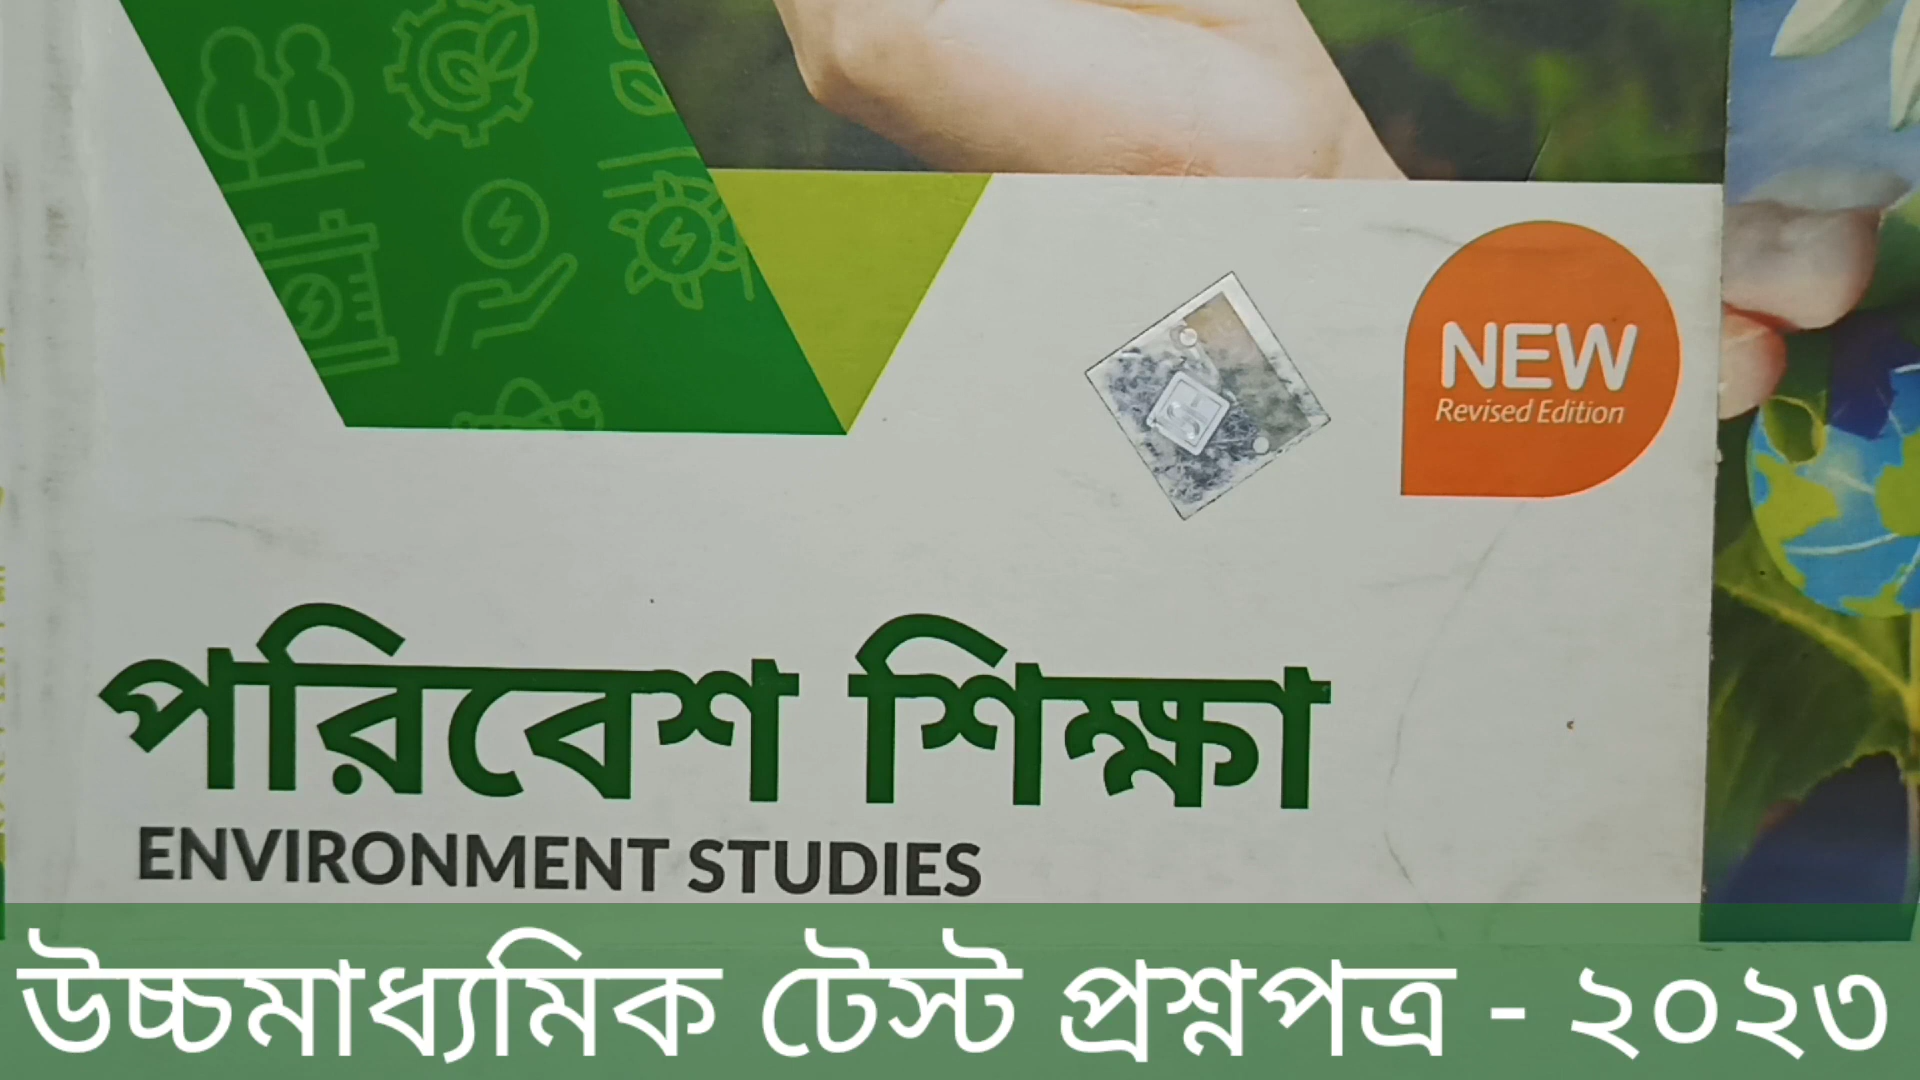 NEW
Revised Edition
পরিবেশ শিক্ষা
ENVIRONMENT STUDIES
উচ্চমাধ্যমিক টেস্ট প্রশ্নপত্র - ২০২৩